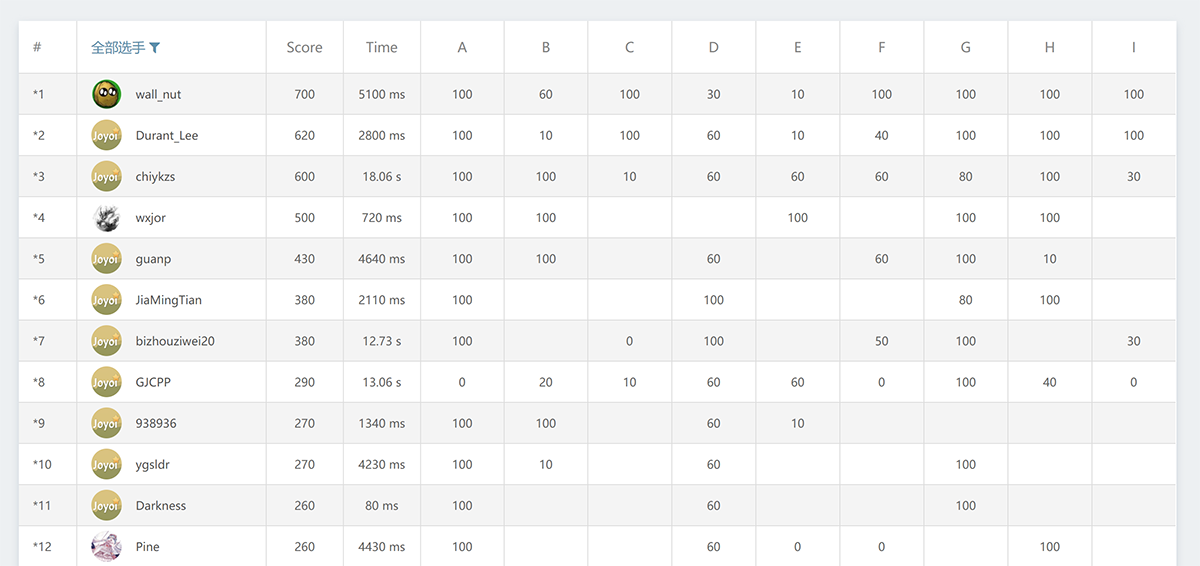 # 全部选手 Score Time A B C D E F G H I
*1 wall_nut 700 5100 ms 100 60 100 30 10 100 100 100 100
*2 Joyoi Durant_Lee 620 2800 ms 100 10 100 60 10 40 100 100 100
*3 Joyoi chiykzs 600 18.06 s 100 100 10 60 60 60 80 100 30
*4 wxjor 500 720 ms 100 100 100 100 100
*5 Joyoi guanp 430 4640 ms 100 100 60 60 100 10
*6 Joyoi JiaMingTian 380 2110 ms 100 100 80 100
*7 Joyoi bizhouziwei20 380 12.73 s 100 0 100 50 100 30
*8 Joyoi GJCPP 290 13.06 s 0 20 10 60 60 0 100 40 0
*9 Joyoi 938936 270 1340 ms 100 100 60 10
*10 Joyoi ygsldr 270 4230 ms 100 10 60 100
*11 Joyoi Darkness 260 80 ms 100 60 100
*12 Pine 260 4430 ms 100 60 0 0 100